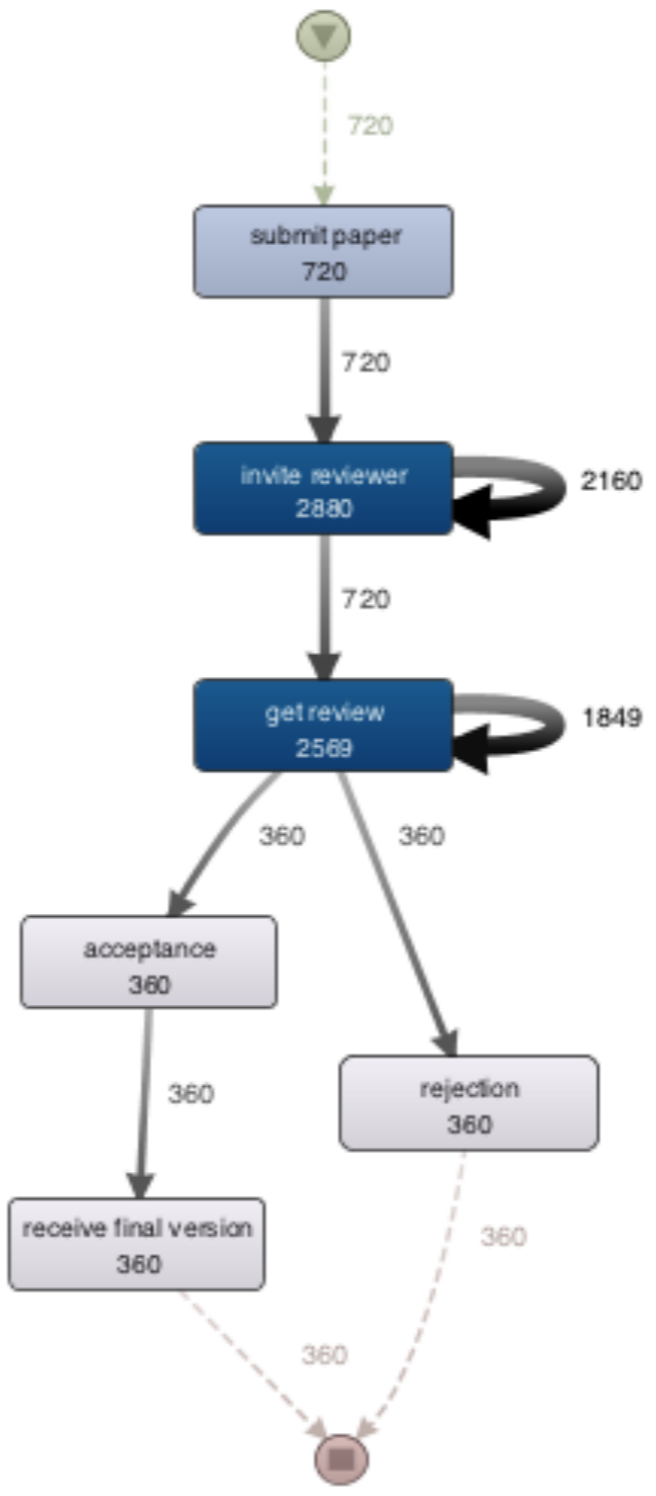 720
submit paper
720
720
invite reviewer
2880
2160
720
get review
2569
1849
360
360
acceptance
360
360
rejection
360
receive final version
360
360
360